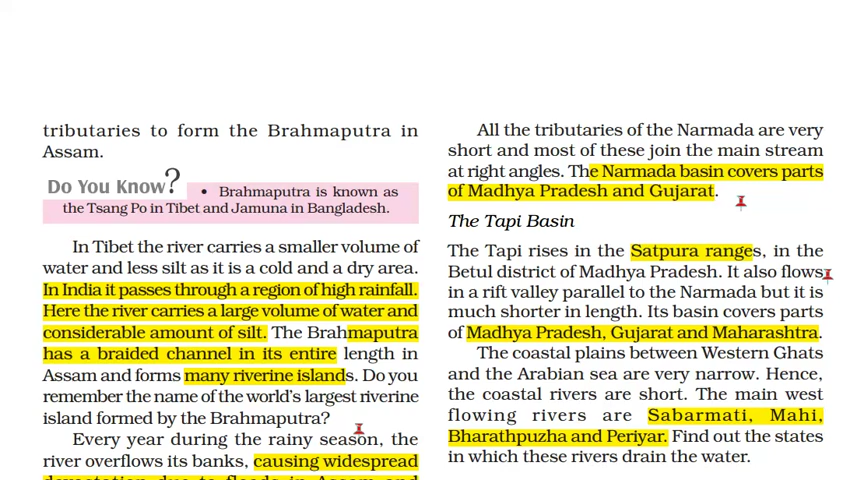 tributaries to form the Brahmaputra in
Assam.
Do You Know?
• Brahmaputra is known as
the Tsang Po in Tibet and Jamuna in Bangladesh.
In Tibet the river carries a smaller volume of
water and less silt as it is a cold and a dry area.
In India it passes through a region of high rainfall.
Here the river carries a large volume of water and
considerable amount of silt. The Brahmaputra
has a braided channel in its entire length in
Assam and forms many riverine islands. Do you
remember the name of the world's largest riverine
island formed by the Brahmaputra?
Every year during the rainy season, the
river overflows its banks, causing widespread
devastation due to floods in Assam and
All the tributaries of the Narmada are very
short and most of these join the main stream
at right angles. The Narmada basin covers parts
of Madhya Pradesh and Gujarat.
The Tapi Basin
The Tapi rises in the Satpura ranges, in the
Betul district of Madhya Pradesh. It also flows
in a rift valley parallel to the Narmada but it is
much shorter in length. Its basin covers parts
of Madhya Pradesh, Gujarat and Maharashtra.
The coastal plains between Western Ghats
and the Arabian sea are very narrow. Hence,
the coastal rivers are short. The main west
flowing rivers are Sabarmati, Mahi,
Bharathpuzha and Periyar. Find out the states
in which these rivers drain the water.